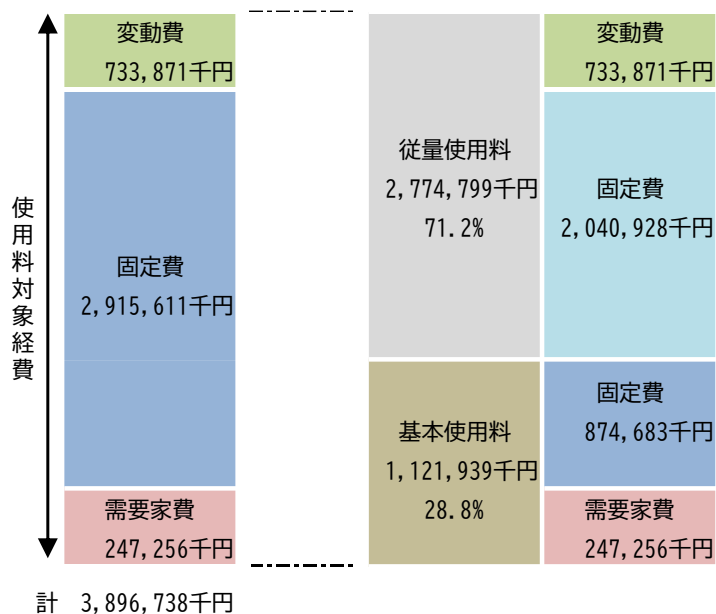 使用料対象経費
変動費
733,871千円
固定費
2,915,611千円
需要家費
247,256千円
計 3,896,738千円
従量使用料
2,774,799千円
71.2%
基本使用料
1,121,939千円
28.8%
変動費
733,871千円
固定費
2,040,928千円
固定費
874,683千円
需要家費
247,256千円